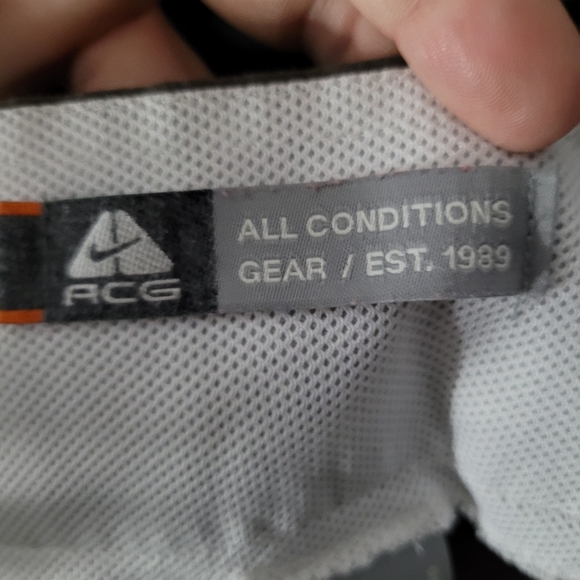 ACG
ALL CONDITIONS
GEAR / EST. 1989